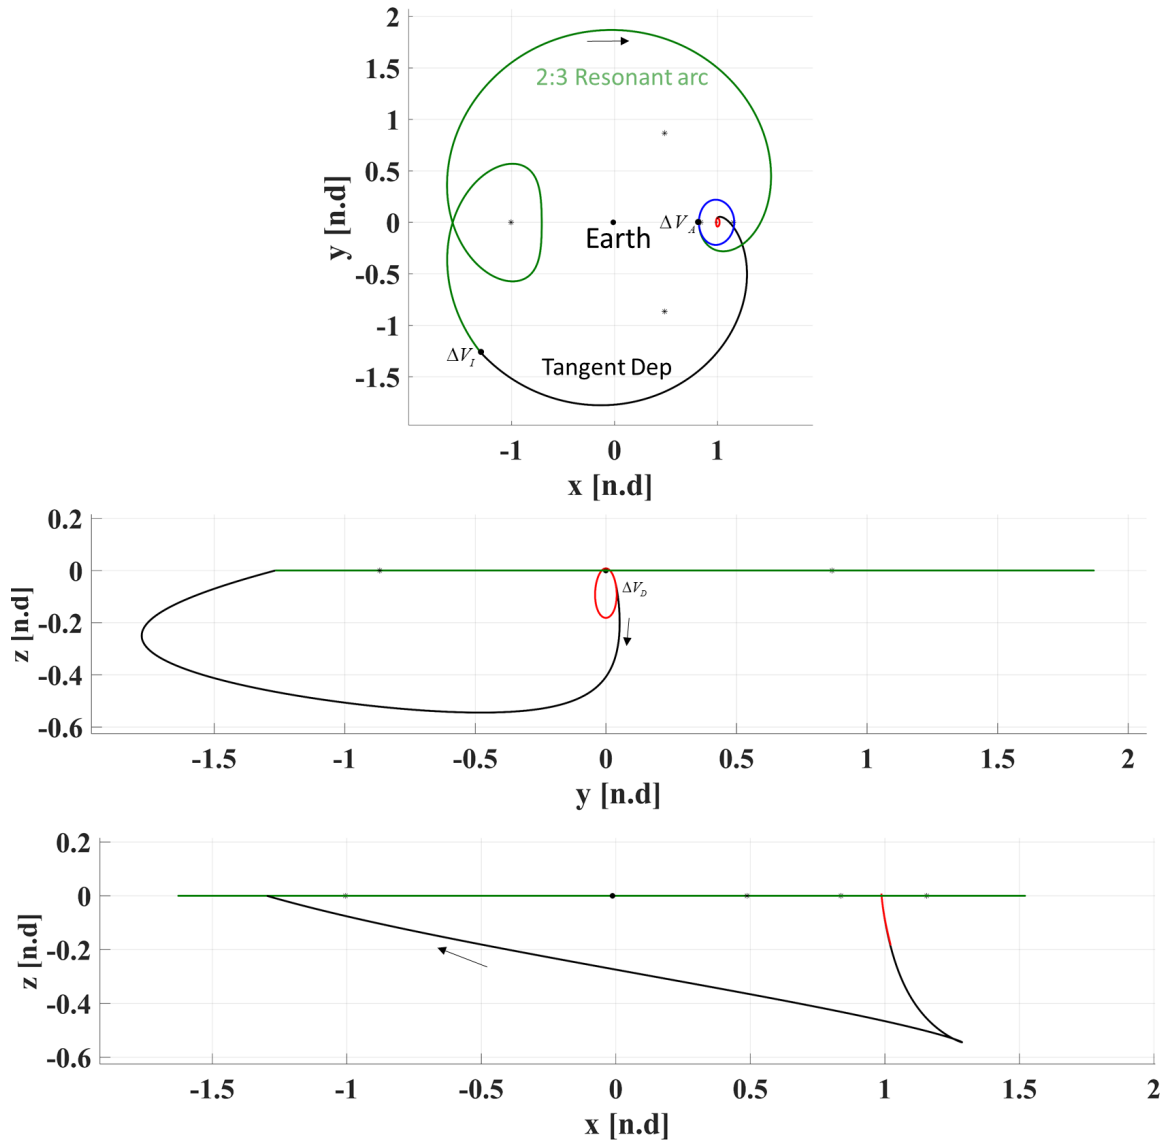 2
1.5
2:3 Resonant arc
1
0.5
0
ΔV_A
Earth
-0.5
-1
ΔV_I
Tangent Dep
-1.5
y [n.d]
-1 0 1
x [n.d]
0.2
0
ΔV_D
-0.2
-0.4
-0.6
z [n.d]
-1.5 -1 -0.5 0 0.5 1 1.5 2
y [n.d]
0.2
0
-0.2
-0.4
-0.6
z [n.d]
-1.5 -1 -0.5 0 0.5 1 1.5 2
x [n.d]